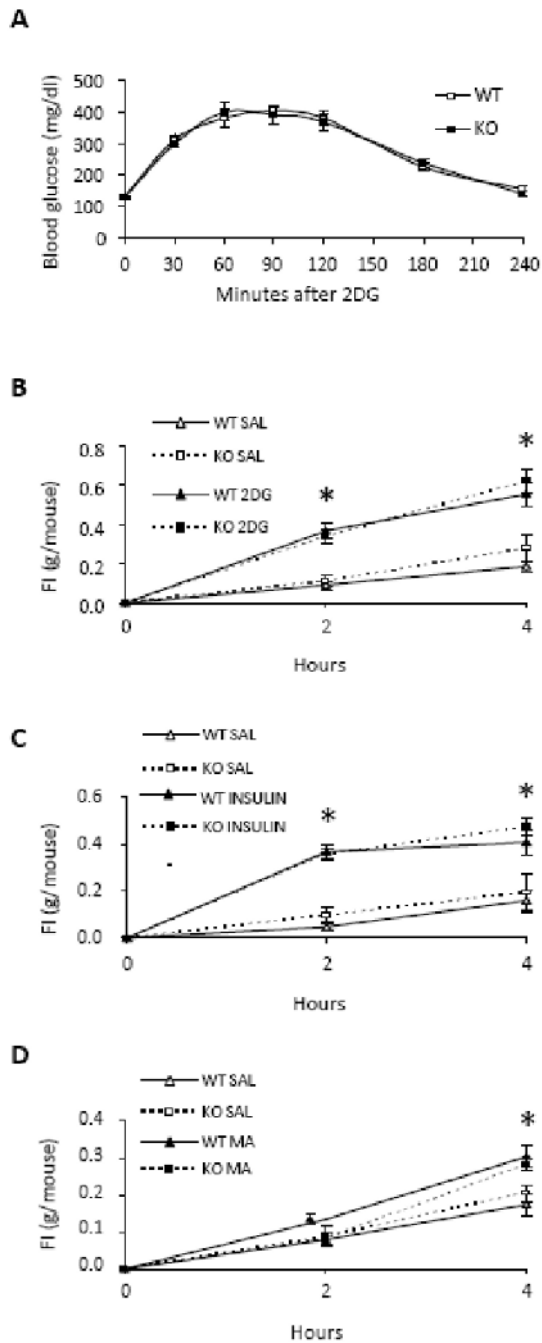 A
Blood glucose (mg/dl)
500
400
300
200
100
0
WT
KO
0 30 60 90 120 150 180 210 240
Minutes after 2DG
B
WT SAL
KO SAL
WT 2DG
KO 2DG
FI (g/mouse)
0.8
0.6
0.4
0.2
0.0
*
*
0 2 4
Hours
C
WT SAL
KO SAL
WT INSULIN
KO INSULIN
FI (g/mouse)
0.6
0.4
0.2
0.0
*
*
0 2 4
Hours
D
WT SAL
KO SAL
WT MA
KO MA
FI (g/mouse)
0.4
0.3
0.2
0.1
0.0
*
0 2 4
Hours